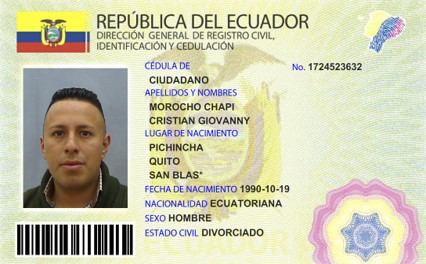 REPÚBLICA DEL ECUADOR
DIRECCIÓN GENERAL DE REGISTRO CIVIL,
IDENTIFICACIÓN Y CEDULACIÓN
CÉDULA DE No. 1724523632
CIUDADANO
APELLIDOS Y NOMBRES
MOROCHO CHAPI
CRISTIAN GIOVANNY
LUGAR DE NACIMIENTO
PICHINCHA
QUITO
SAN BLAS*
FECHA DE NACIMIENTO 1990-10-19
NACIONALIDAD ECUATORIANA
SEXO HOMBRE
ESTADO CIVIL DIVORCIADO
ECUADOR